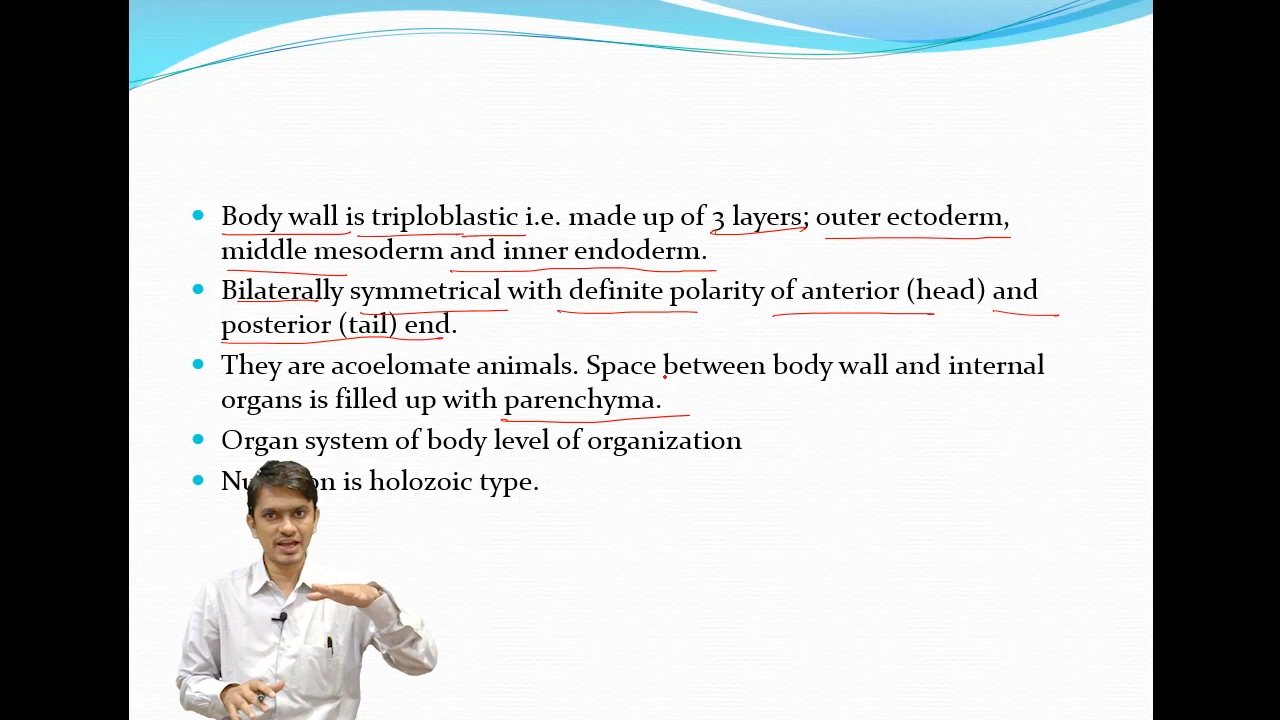 • Body wall is triploblastic i.e. made up of 3 layers; outer ectoderm,
middle mesoderm and inner endoderm.
• Bilaterally symmetrical with definite polarity of anterior (head) and
posterior (tail) end.
• They are acoelomate animals. Space between body wall and internal
organs is filled up with parenchyma.
• Organ system of body level of organization
• is holozoic type.